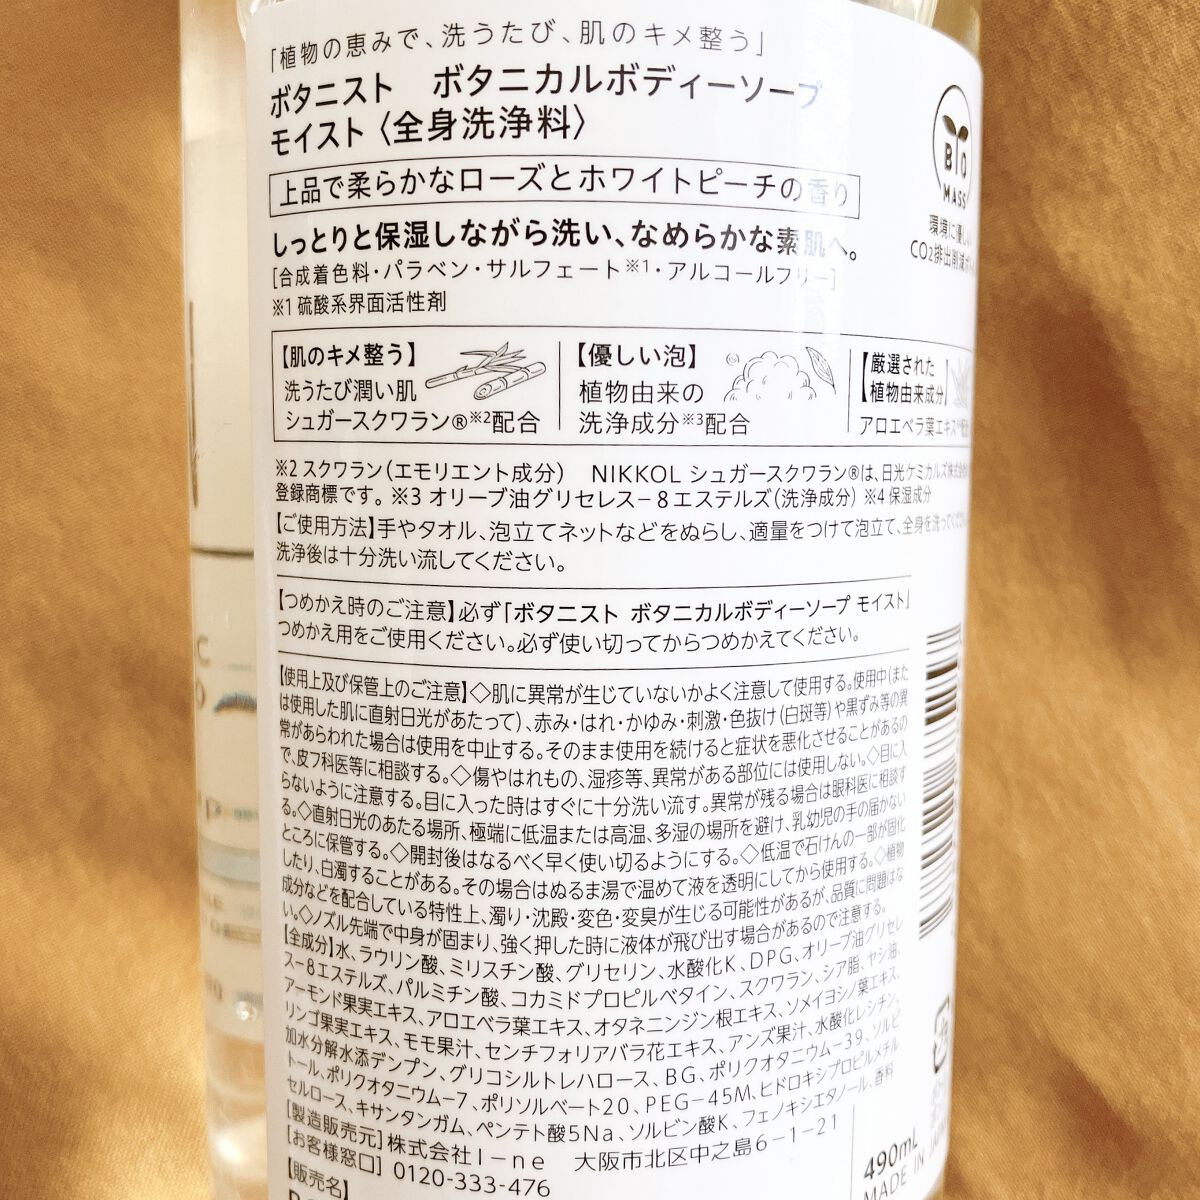 「植物の恵みで、洗うたび、肌のキメ整う」
ボタニスト ボタニカルボディーソープ
モイスト〈全身洗浄料〉
上品で柔らかなローズとホワイトピーチの香り
しっとりと保湿しながら洗い、なめらかな素肌へ。
[合成着色料・パラベン・サルフェート※1・アルコールフリー]
※1 硫酸系界面活性剤
BIO
MASS
環境に優しい
CO2排出削減
【肌のキメ整う】
洗うたび潤い肌
シュガースクワラン®※2配合
【優しい泡】
植物由来の
洗浄成分※3配合
【厳選された
植物由来成分】
アロエベラ葉エキス
※2 スクワラン（エモリエント成分） NIKKOL シュガースクワラン®は、日光ケミカルズ株式会社
登録商標です。 ※3 オリーブ油グリセレス－8エステルズ（洗浄成分） ※4 保湿成分
【ご使用方法】手やタオル、泡立てネットなどをぬらし、適量をつけて泡立て、全身を洗ってください
洗浄後は十分洗い流してください。
【つめかえ時のご注意】必ず「ボタニスト ボタニカルボディーソープ モイスト」
つめかえ用をご使用ください。必ず使い切ってからつめかえてください。
【使用上及び保管上のご注意】◇肌に異常が生じていないかよく注意して使用する。使用中（また
は使用した肌に直射日光があたって）、赤み・はれ・かゆみ・刺激・色抜け（白斑等）や黒ずみ等の異
常があらわれた場合は使用を中止する。そのまま使用を続けると症状を悪化させることがあるの
で、皮フ科医等に相談する。◇傷やはれもの、湿疹等、異常がある部位には使用しない。◇目に入
らないように注意する。目に入った時はすぐに十分洗い流す。異常が残る場合は眼科医に相談す
る。◇直射日光のあたる場所、極端に低温または高温、多湿の場所を避け、乳幼児の手の届かない
ところに保管する。◇開封後はなるべく早く使い切るようにする。◇低温で石けんの一部が固化
したり、白濁することがある。その場合はぬるま湯で温めて液を透明にしてから使用する。◇植物
成分などを配合している特性上、濁り・沈殿・変色・変臭が生じる可能性があるが、品質に問題はな
い。◇ノズル先端で中身が固まり、強く押した時に液体が飛び出す場合があるので注意する。
【全成分】水、ラウリン酸、ミリスチン酸、グリセリン、水酸化K、DPG、オリーブ油グリセレ
ス－8エステルズ、パルミチン酸、コカミドプロピルベタイン、スクワラン、シア脂、ヤシ油、
アーモンド果実エキス、アロエベラ葉エキス、オタネニンジン根エキス、ソメイヨシノ葉エキス、
リンゴ果実エキス、モモ果汁、センチフォリアバラ花エキス、アンズ果汁、水酸化レシチン、
加水分解水添デンプン、グリコシルトレハロース、BG、ポリクオタニウム－39、ソルビ
トール、ポリクオタニウム－7、ポリソルベート20、PEG－45M、ヒドロキシプロピルメチル
セルロース、キサンタンガム、ペンテト酸5Na、ソルビン酸K、フェノキシエタノール、香料
[製造販売元] 株式会社I－ne 大阪市北区中之島6－1－21
[お客様窓口] 0120-333-476
【販売名】
490mL
MADE IN